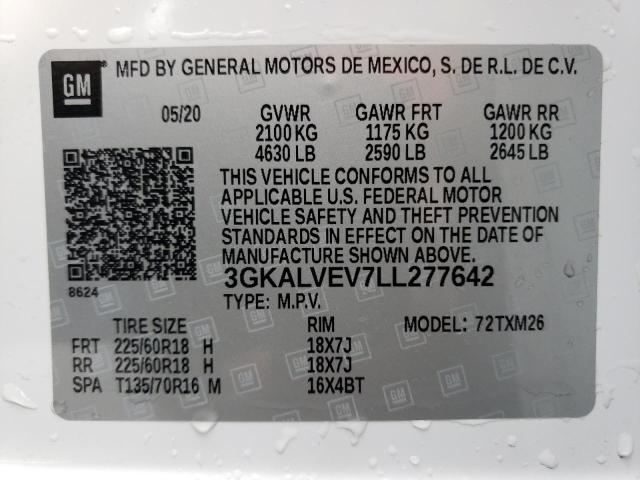 GM MFD BY GENERAL MOTORS DE MEXICO, S. DE R.L. DE C.V.
05/20 GVWR GAWR FRT GAWR RR
2100 KG 1175 KG 1200 KG
4630 LB 2590 LB 2645 LB
THIS VEHICLE CONFORMS TO ALL
APPLICABLE U.S. FEDERAL MOTOR
VEHICLE SAFETY AND THEFT PREVENTION
STANDARDS IN EFFECT ON THE DATE OF
MANUFACTURE SHOWN ABOVE.
8624 3GKALVEV7LL277642
TYPE: M.P.V.
TIRE SIZE RIM MODEL: 72TXM26
FRT 225/60R18 H 18X7J
RR 225/60R18 H 18X7J
SPA T135/70R16 M 16X4BT